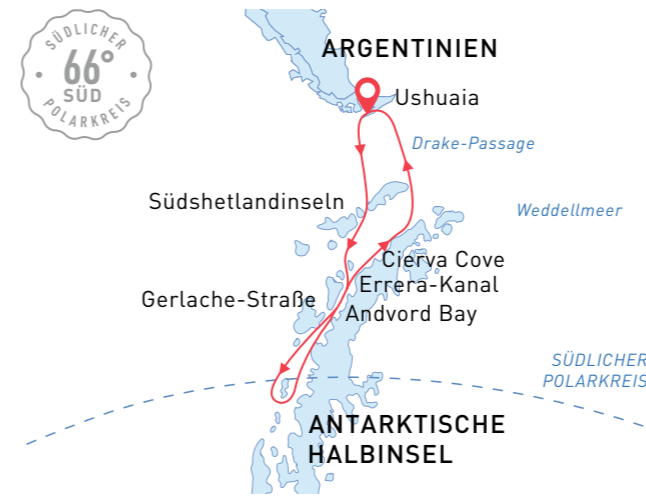 SÜDLICHER
66°
SÜD
POLARKREIS
ARGENTINIEN
Ushuaia
Drake-Passage
Südshetlandinseln
Weddellmeer
Cierva Cove
Errera-Kanal
Gerlache-Straße
Andvord Bay
SÜDLICHER
POLARKREIS
ANTARKTISCHE
HALBINSEL